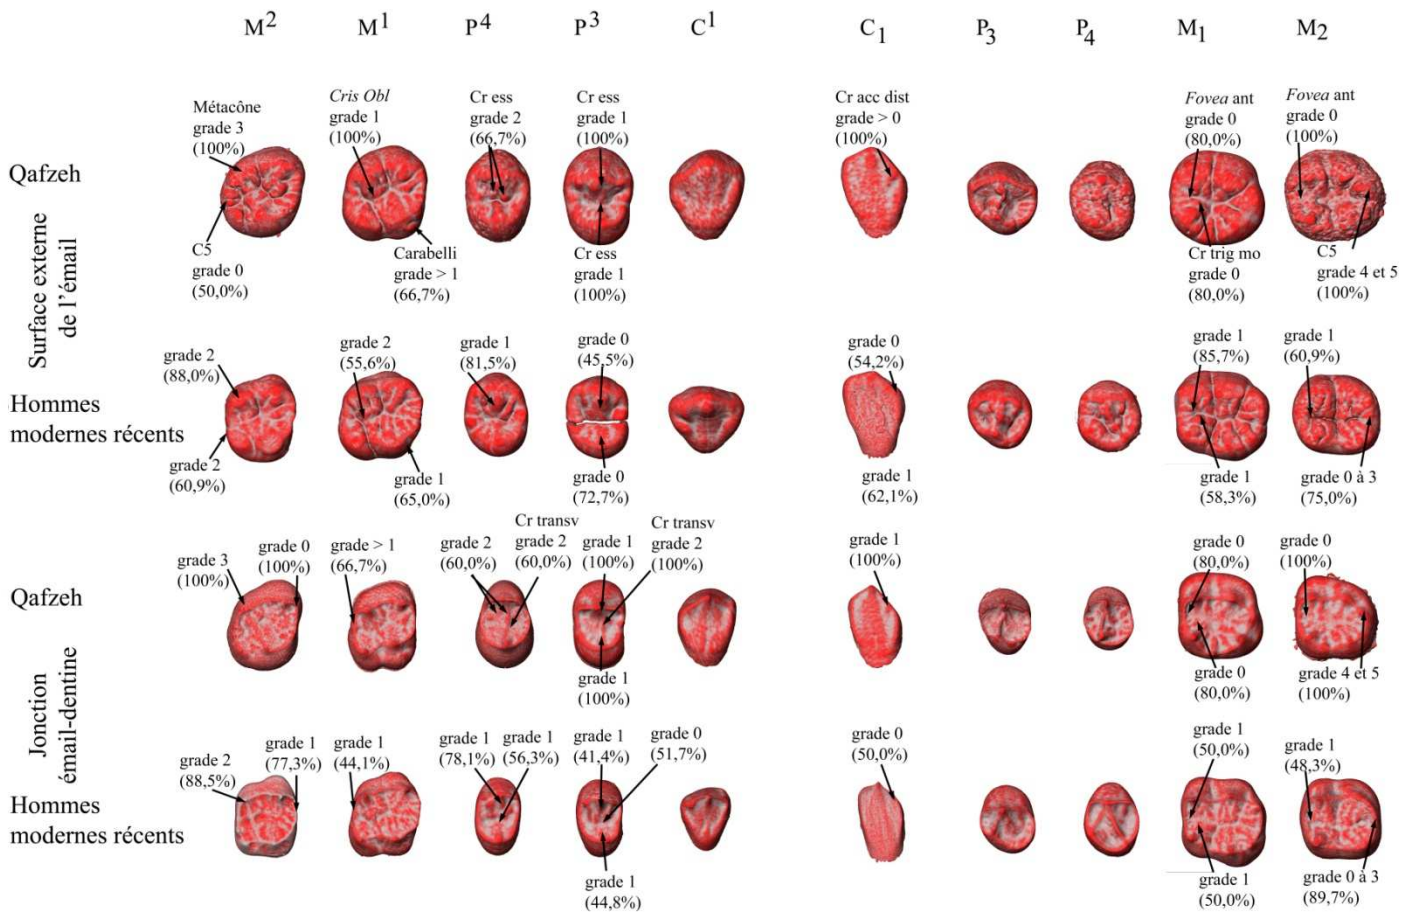 M² M¹ P⁴ P³ C¹ C₁ P₃ P₄ M₁ M₂
Surface externe
de l'émail
Qafzeh
Métacône
grade 3
(100%)
C5
grade 0
(50,0%)
Cris Obl
grade 1
(100%)
Carabelli
grade > 1
(66,7%)
Cr ess
grade 2
(66,7%)
Cr ess
grade 1
(100%)
Cr ess
grade 1
(100%)
Cr acc dist
grade > 0
(100%)
Fovea ant
grade 0
(80,0%)
Cr trig mo
grade 0
(80,0%)
Fovea ant
grade 0
(100%)
C5
grade 4 et 5
(100%)
Hommes
modernes récents
grade 2
(88,0%)
grade 2
(60,9%)
grade 2
(55,6%)
grade 1
(65,0%)
grade 1
(81,5%)
grade 0
(45,5%)
grade 0
(72,7%)
grade 0
(54,2%)
grade 1
(62,1%)
grade 1
(85,7%)
grade 1
(58,3%)
grade 1
(60,9%)
grade 0 à 3
(75,0%)
Jonction
émail-dentine
Qafzeh
grade 3
(100%)
grade 0
(100%)
grade > 1
(66,7%)
grade 2
(60,0%)
Cr transv
grade 2
(60,0%)
grade 1
(100%)
grade 1
(100%)
Cr transv
grade 2
(100%)
grade 1
(100%)
grade 0
(80,0%)
grade 0
(80,0%)
grade 0
(100%)
grade 4 et 5
(100%)
Hommes
modernes récents
grade 2
(88,5%)
grade 1
(77,3%)
grade 1
(44,1%)
grade 1
(78,1%)
grade 1
(56,3%)
grade 1
(41,4%)
grade 1
(44,8%)
grade 0
(51,7%)
grade 0
(50,0%)
grade 1
(50,0%)
grade 1
(50,0%)
grade 1
(48,3%)
grade 0 à 3
(89,7%)